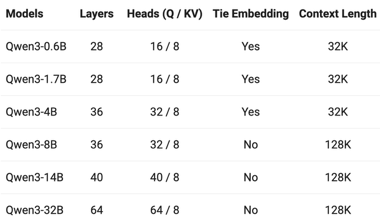 Models Layers Heads (Q / KV) Tie Embedding Context Length
Qwen3-0.6B 28 16 / 8 Yes 32K
Qwen3-1.7B 28 16 / 8 Yes 32K
Qwen3-4B 36 32 / 8 Yes 32K
Qwen3-8B 36 32 / 8 No 128K
Qwen3-14B 40 40 / 8 No 128K
Qwen3-32B 64 64 / 8 No 128K